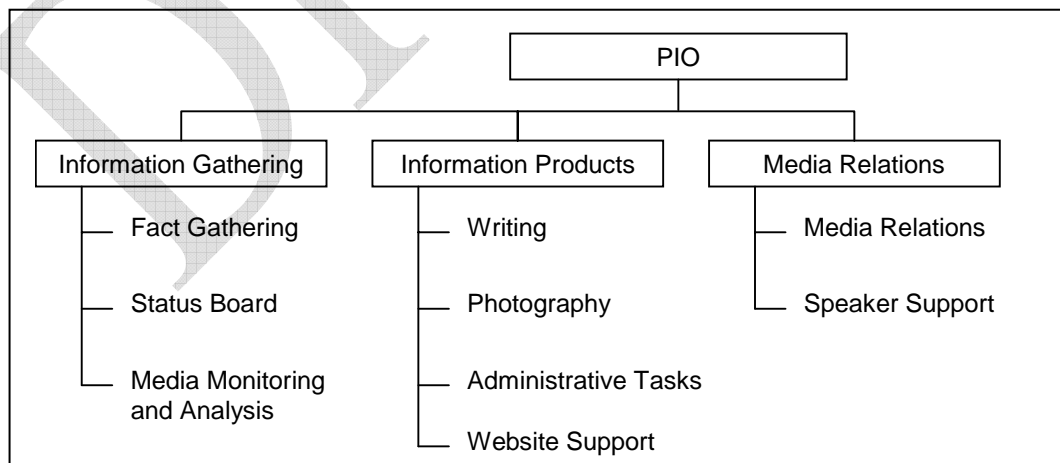 PIO
Information Gathering
Fact Gathering
Status Board
Media Monitoring
and Analysis
Information Products
Writing
Photography
Administrative Tasks
Website Support
Media Relations
Media Relations
Speaker Support